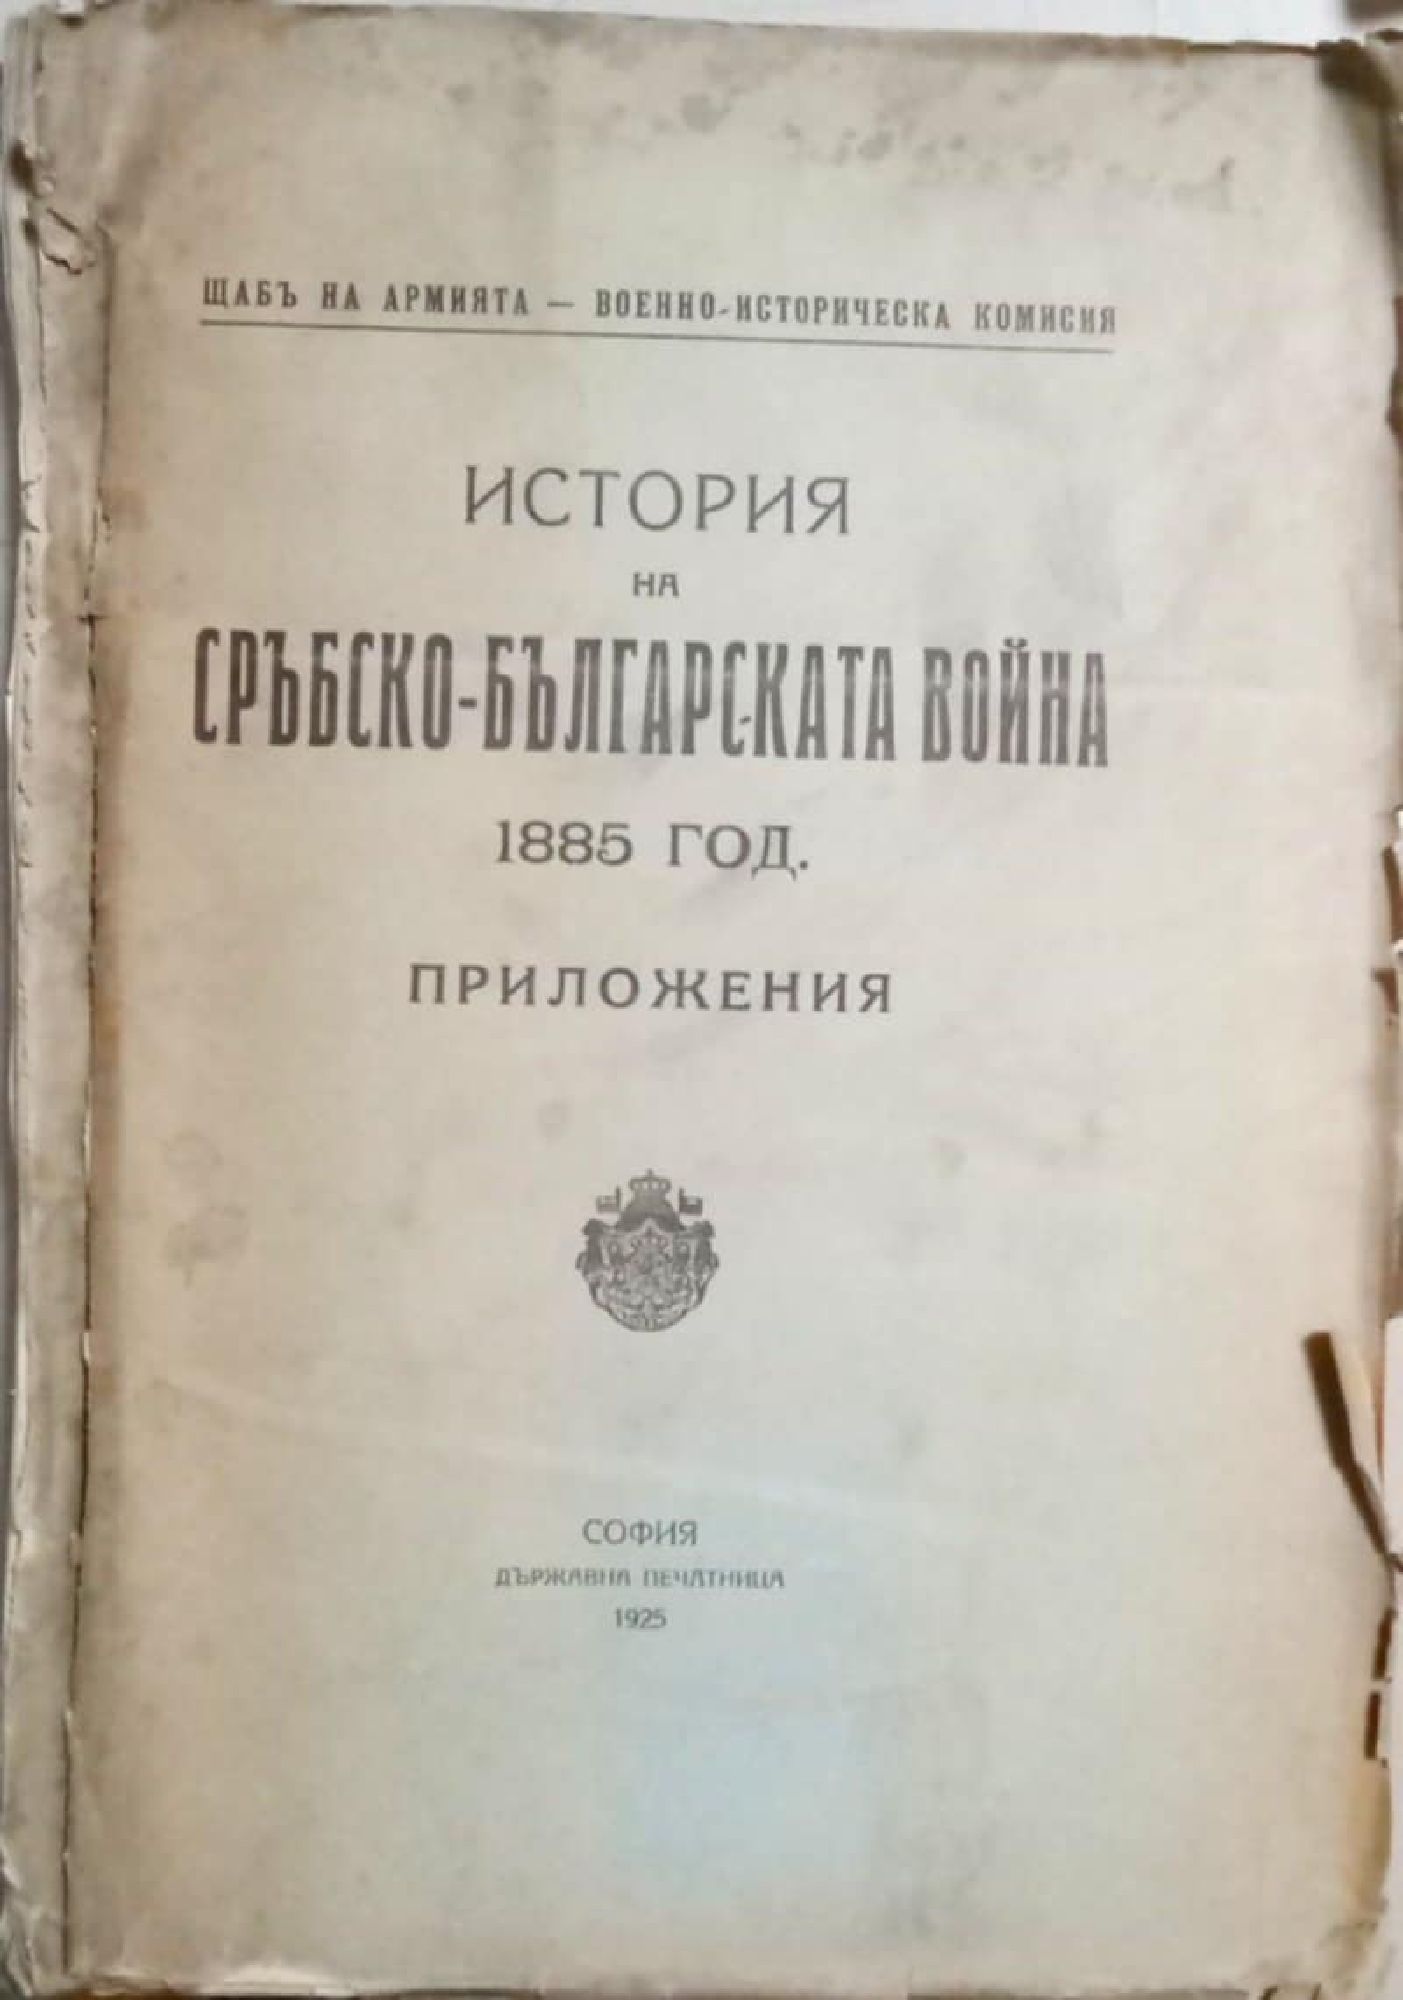 ЩАБЪ НА АРМИЯТА — ВОЕННО-ИСТОРИЧЕСКА КОМИСИЯ
ИСТОРИЯ
НА
СРЪБСКО-БЪЛГАРСКАТА ВОЙНА
1885 ГОД.
ПРИЛОЖЕНИЯ
СОФИЯ
ДЪРЖАВНА ПЕЧАТНИЦА
1925